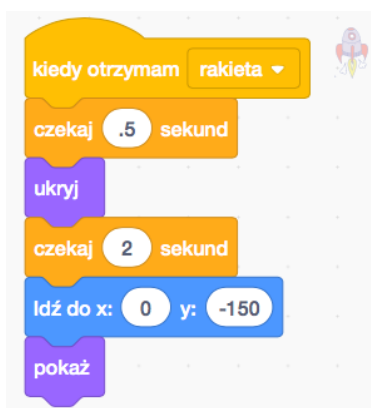 kiedy otrzymam rakieta
czekaj .5 sekund
ukryj
czekaj 2 sekund
Idź do x: 0 y: -150
pokaż